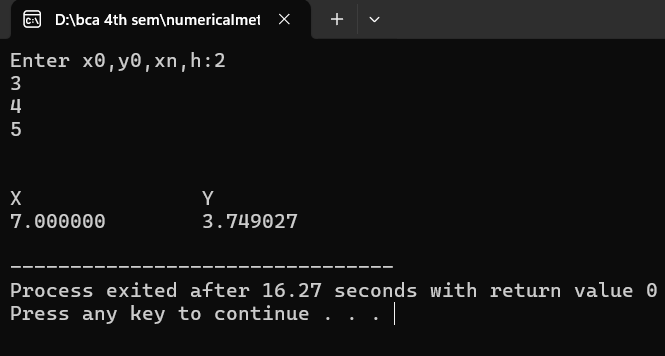 D:\bca 4th sem\numericalmet
Enter x0,y0,xn,h:2
3
4
5
X Y
7.000000 3.749027
--------------------------------
Process exited after 16.27 seconds with return value 0
Press any key to continue . . .